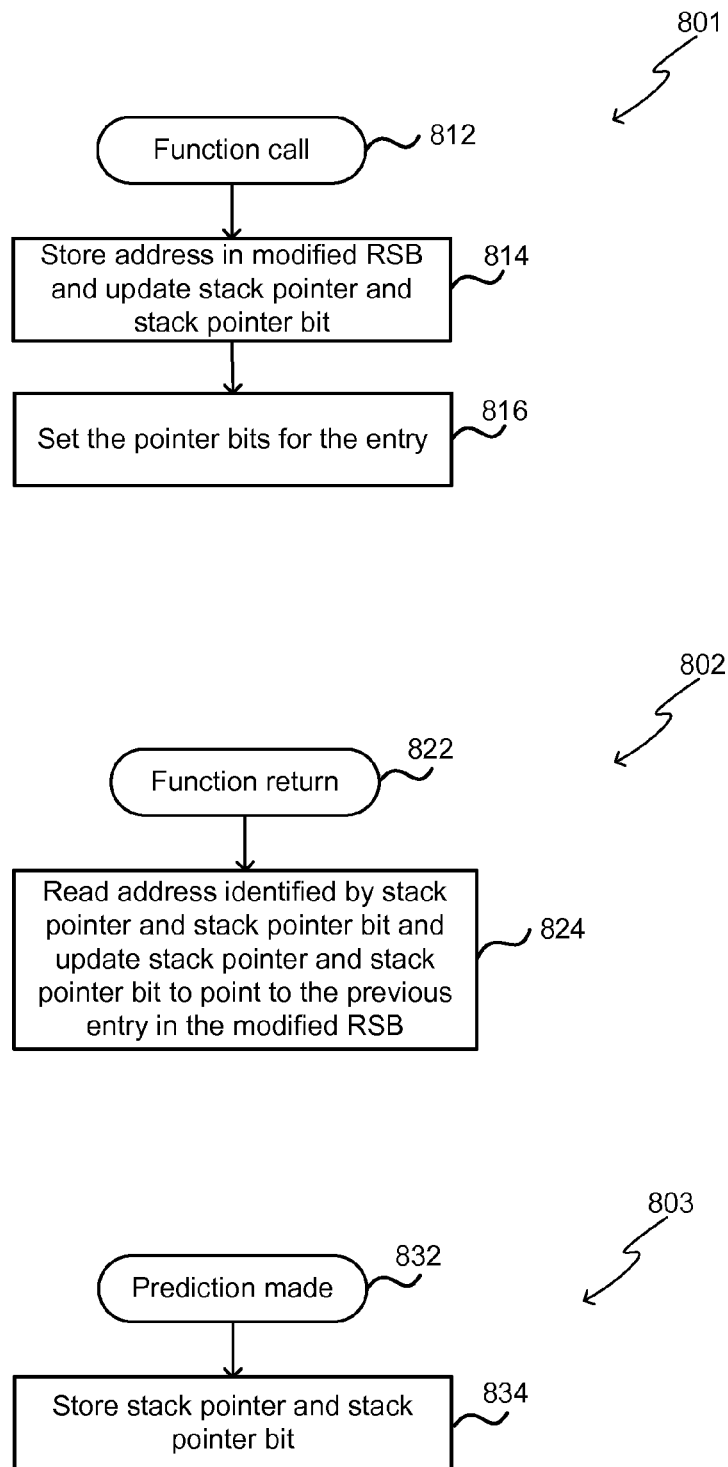 801
Function call
812
Store address in modified RSB
and update stack pointer and
stack pointer bit
814
Set the pointer bits for the entry
816
802
Function return
822
Read address identified by stack
pointer and stack pointer bit and
update stack pointer and stack
pointer bit to point to the previous
entry in the modified RSB
824
803
Prediction made
832
Store stack pointer and stack
pointer bit
834